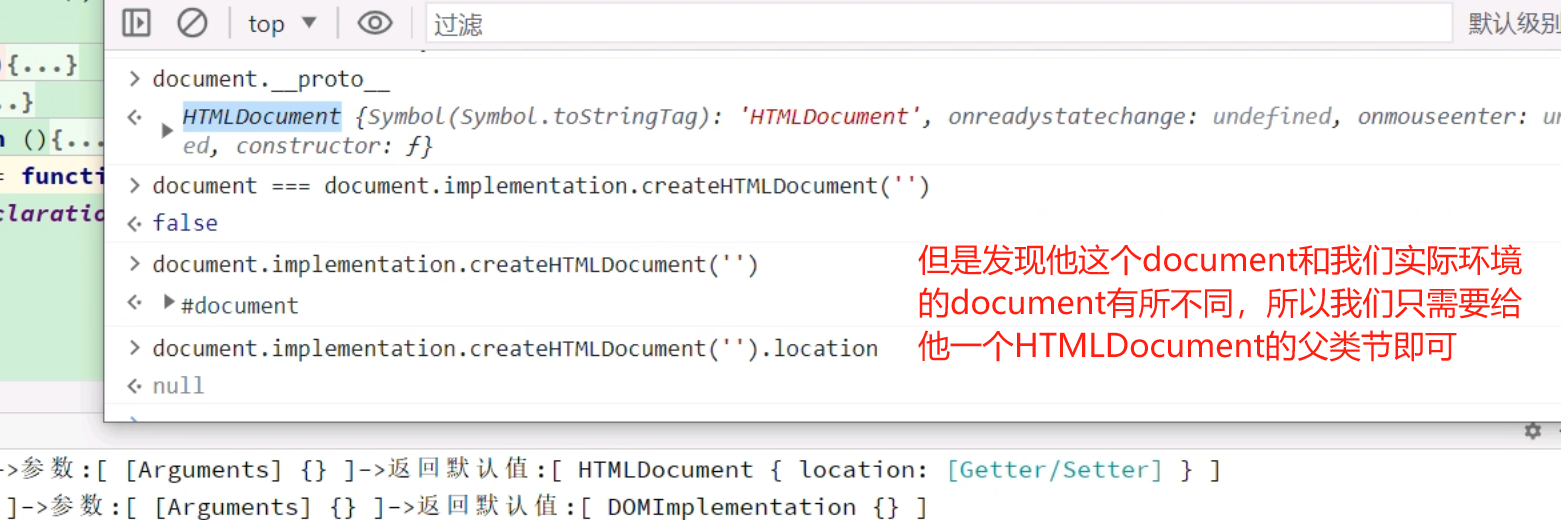 top
过滤
默认级别
{...}
..}
document.__proto__
HTMLDocument {Symbol(Symbol.toStringTag): 'HTMLDocument', onreadystatechange: undefined, onmouseenter: un
ed, constructor: f}
(){...
= functi
claratio
document === document.implementation.createHTMLDocument('')
false
document.implementation.createHTMLDocument('')
#document
document.implementation.createHTMLDocument('').location
null
但是发现他这个document和我们实际环境
的document有所不同，所以我们只需要给
他一个HTMLDocument的父类节即可
->参数:[ [Arguments] {} ]->返回默认值:[ HTMLDocument { location: [Getter/Setter] } ]
]->参数:[ [Arguments] {} ]->返回默认值:[ DOMImplementation {} ]